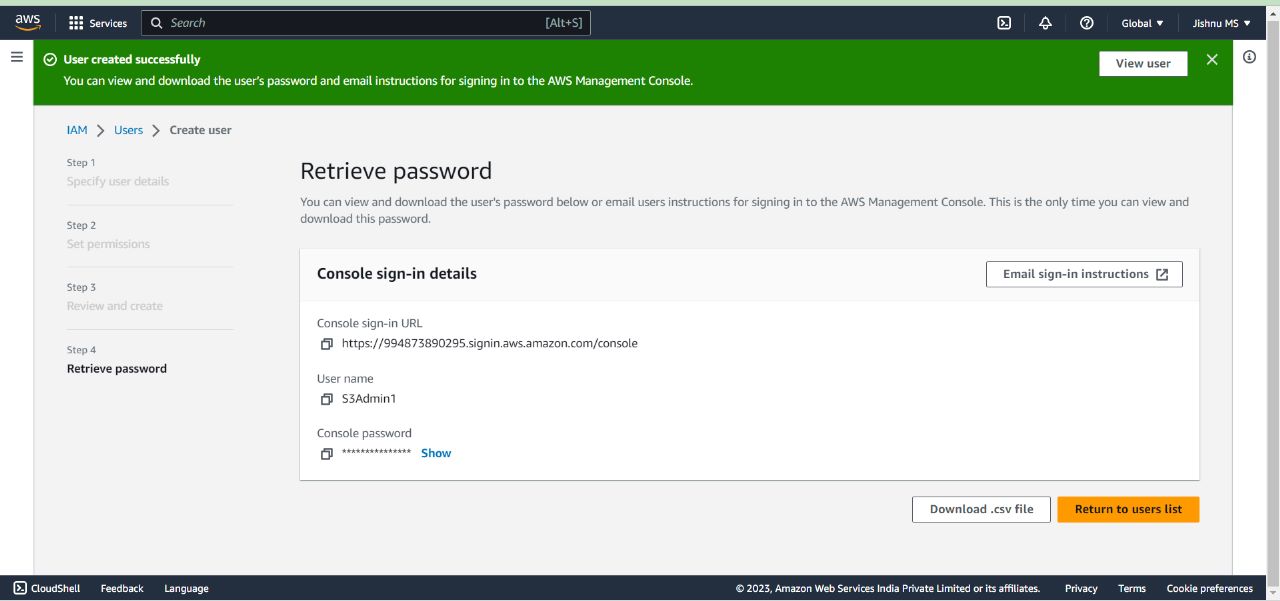 aws Services Search [Alt+S] Global ▼ Jishnu MS ▼
User created successfully
You can view and download the user's password and email instructions for signing in to the AWS Management Console.
View user
IAM > Users > Create user
Step 1
Specify user details
Step 2
Set permissions
Step 3
Review and create
Step 4
Retrieve password
Retrieve password
You can view and download the user's password below or email users instructions for signing in to the AWS Management Console. This is the only time you can view and
download this password.
Console sign-in details
Email sign-in instructions
Console sign-in URL
https://994873890295.signin.aws.amazon.com/console
User name
S3Admin1
Console password
*************** Show
Download .csv file
Return to users list
CloudShell Feedback Language © 2023, Amazon Web Services India Private Limited or its affiliates. Privacy Terms Cookie preferences